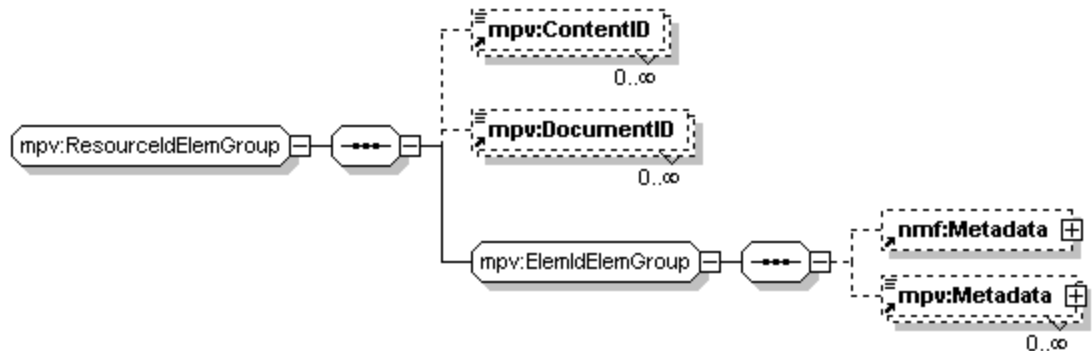 mpv:ContentID
0..∞
mpv:DocumentID
0..∞
mpv:ResourceIdElemGroup
mpv:ElemIdElemGroup
nmf:Metadata
mpv:Metadata
0..∞